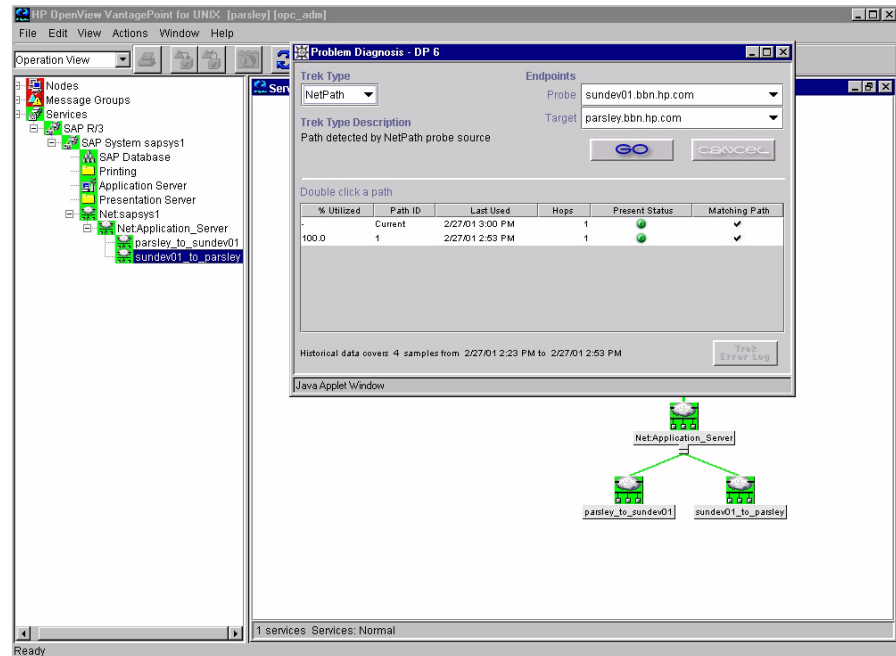 HP OpenView VantagePoint for UNIX [parsley] [opc_adm]
File Edit View Actions Window Help
Operation View
Nodes
Message Groups
Services
SAP R/3
SAP System sapsys1
SAP Database
Printing
Application Server
Presentation Server
Net:sapsys1
Net:Application_Server
parsley_to_sundev01
sundev01_to_parsley
Ser
Problem Diagnosis - DP 6
Trek Type
NetPath
Trek Type Description
Path detected by NetPath probe source
Endpoints
Probe sundev01.bbn.hp.com
Target parsley.bbn.hp.com
GO CANCEL
Double click a path
% Utilized Path ID Last Used Hops Present Status Matching Path
- Current 2/27/01 3:00 PM 1
100.0 1 2/27/01 2:53 PM 1
Historical data covers 4 samples from 2/27/01 2:23 PM to 2/27/01 2:53 PM
Trek
Error Log
Java Applet Window
Net:Application_Server
parsley_to_sundev01 sundev01_to_parsley
1 services Services: Normal
Ready